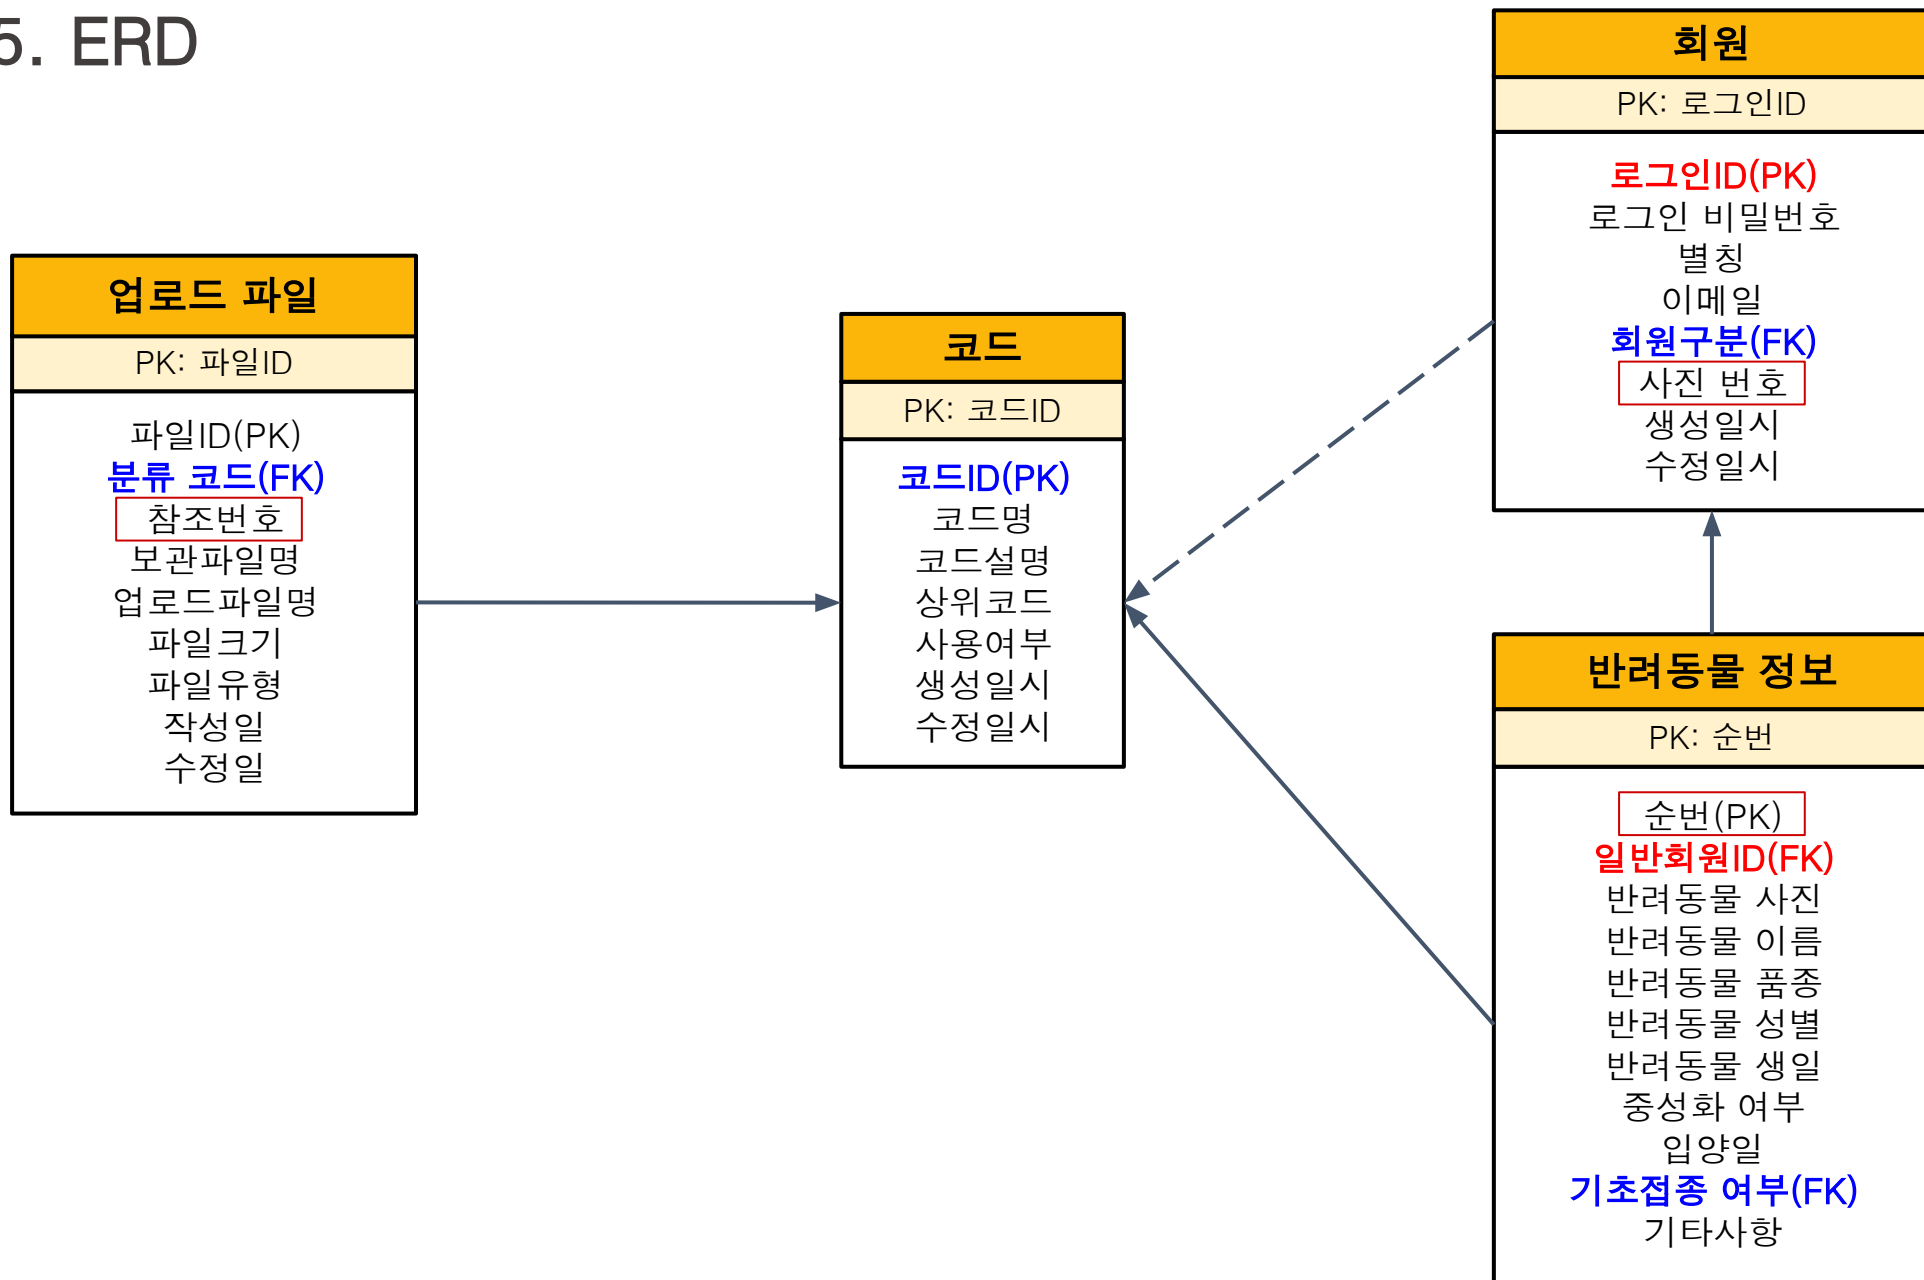 5. ERD
업로드 파일
PK: 파일ID
파일ID(PK)
분류 코드(FK)
참조번호
보관파일명
업로드파일명
파일크기
파일유형
작성일
수정일
코드
PK: 코드ID
코드ID(PK)
코드명
코드설명
상위코드
사용여부
생성일시
수정일시
회원
PK: 로그인ID
로그인ID(PK)
로그인 비밀번호
별칭
이메일
회원구분(FK)
사진 번호
생성일시
수정일시
반려동물 정보
PK: 순번
순번(PK)
일반회원ID(FK)
반려동물 사진
반려동물 이름
반려동물 품종
반려동물 성별
반려동물 생일
중성화 여부
입양일
기초접종 여부(FK)
기타사항